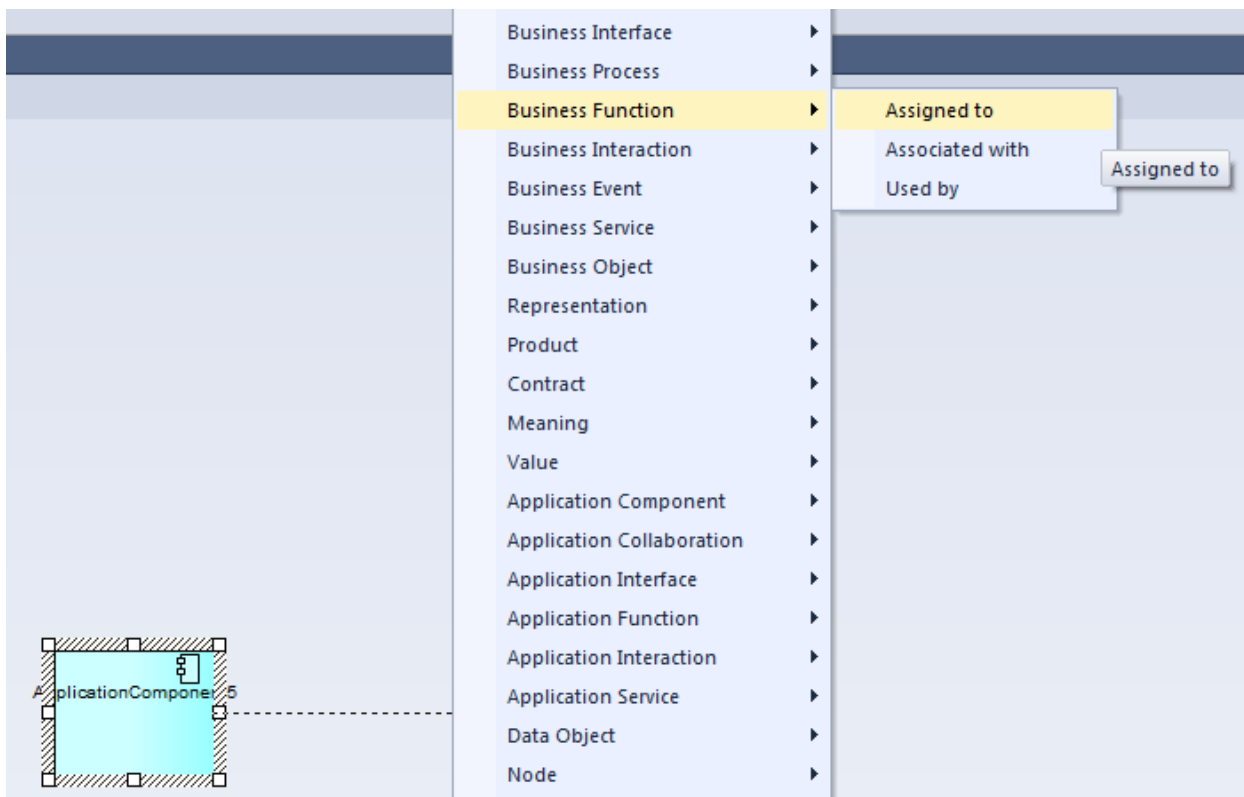 Business Interface
Business Process
Business Function
Assigned to
Business Interaction
Associated with
Assigned to
Business Event
Used by
Business Service
Business Object
Representation
Product
Contract
Meaning
Value
Application Component
Application Collaboration
Application Interface
Application Function
Application Interaction
Application Service
Data Object
Node